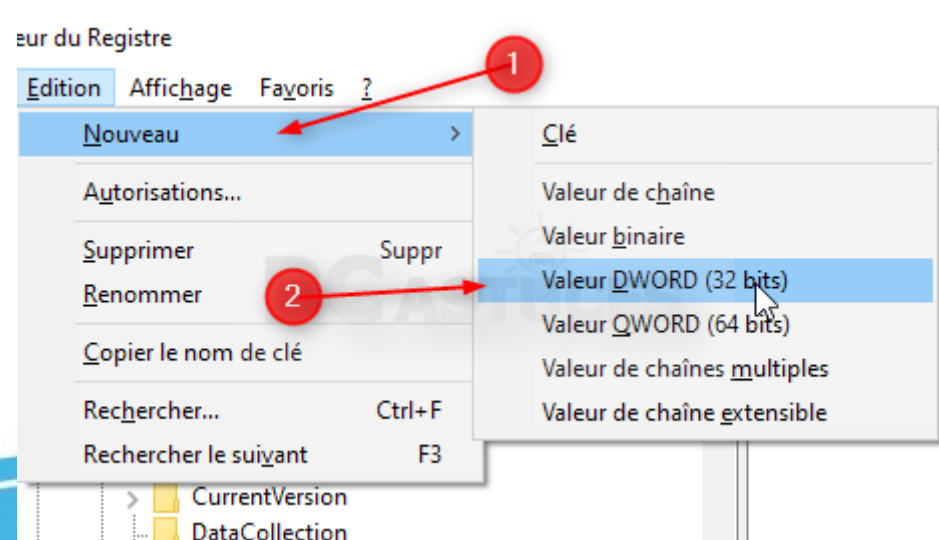 eur du Registre
Edition Affichage Favoris ?
1
Nouveau >
Clé
Autorisations...
Valeur de chaîne
Valeur binaire
Supprimer Suppr
Valeur DWORD (32 bits)
Renommer
2
PC ASTUCES
Valeur QWORD (64 bits)
Copier le nom de clé
Valeur de chaînes multiples
Rechercher... Ctrl+F
Valeur de chaîne extensible
Rechercher le suivant F3
CurrentVersion
DataCollection